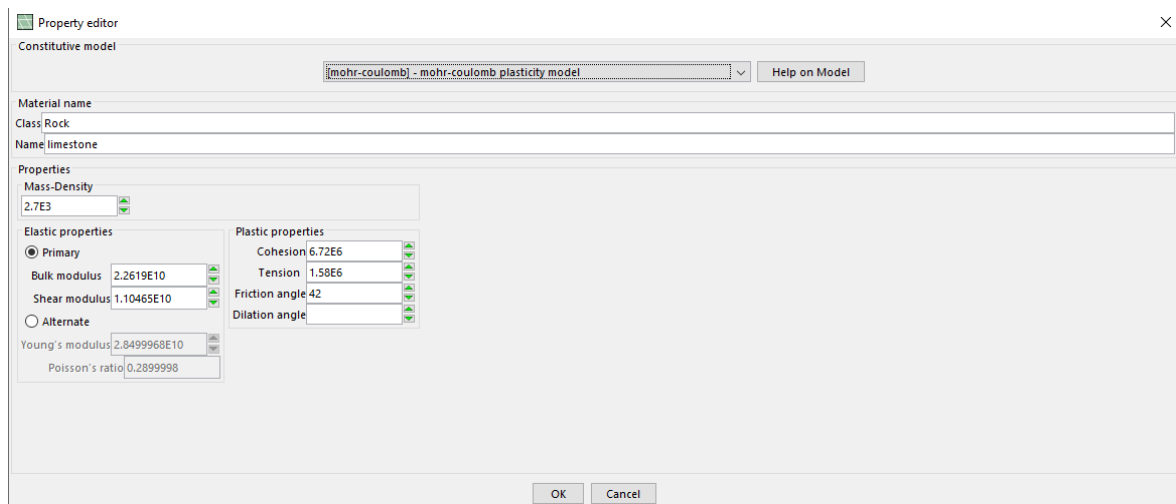 Property editor
Constitutive model
[mohr-coulomb] - mohr-coulomb plasticity model
Help on Model
Material name
Class Rock
Name limestone
Properties
Mass-Density
2.7E3
Elastic properties
Primary
Bulk modulus 2.2619E10
Shear modulus 1.10465E10
Alternate
Young's modulus 2.8499968E10
Poisson's ratio 0.2899998
Plastic properties
Cohesion 6.72E6
Tension 1.58E6
Friction angle 42
Dilation angle
OK Cancel